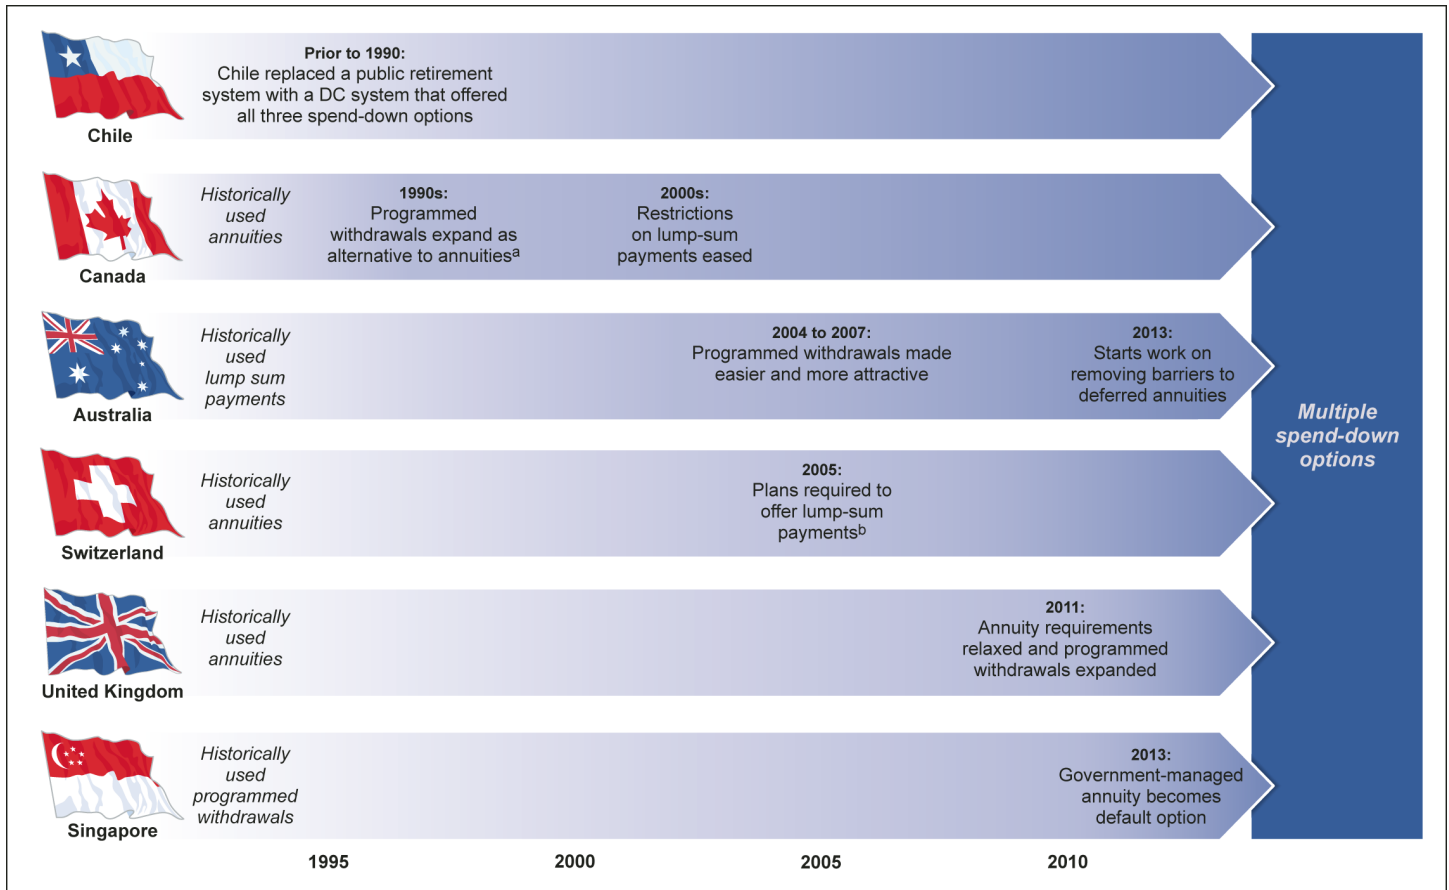 Prior to 1990:
Chile replaced a public retirement
system with a DC system that offered
all three spend-down options
Chile
Historically
used
annuities
1990s:
Programmed
withdrawals expand as
alternative to annuitiesᵃ
2000s:
Restrictions
on lump-sum
payments eased
Canada
Historically
used
lump sum
payments
2004 to 2007:
Programmed withdrawals made
easier and more attractive
2013:
Starts work on
removing barriers to
deferred annuities
Australia
Multiple
spend-down
options
Historically
used
annuities
2005:
Plans required to
offer lump-sum
paymentsᵇ
Switzerland
Historically
used
annuities
2011:
Annuity requirements
relaxed and programmed
withdrawals expanded
United Kingdom
Historically
used
programmed
withdrawals
2013:
Government-managed
annuity becomes
default option
Singapore
1995 2000 2005 2010